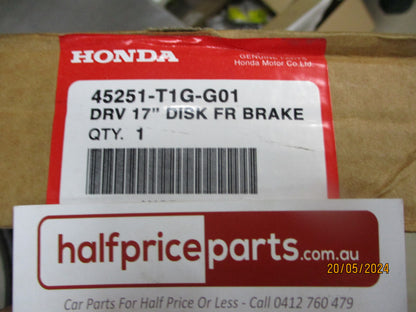 HONDA
GENUINE PARTS
Honda Motor Co.,Ltd.
45251-T1G-G01
DRV 17" DISK FR BRAKE
QTY. 1
halfpriceparts.com.au
20/05/2024
Car Parts For Half Price Or Less - Call 0412 760 479